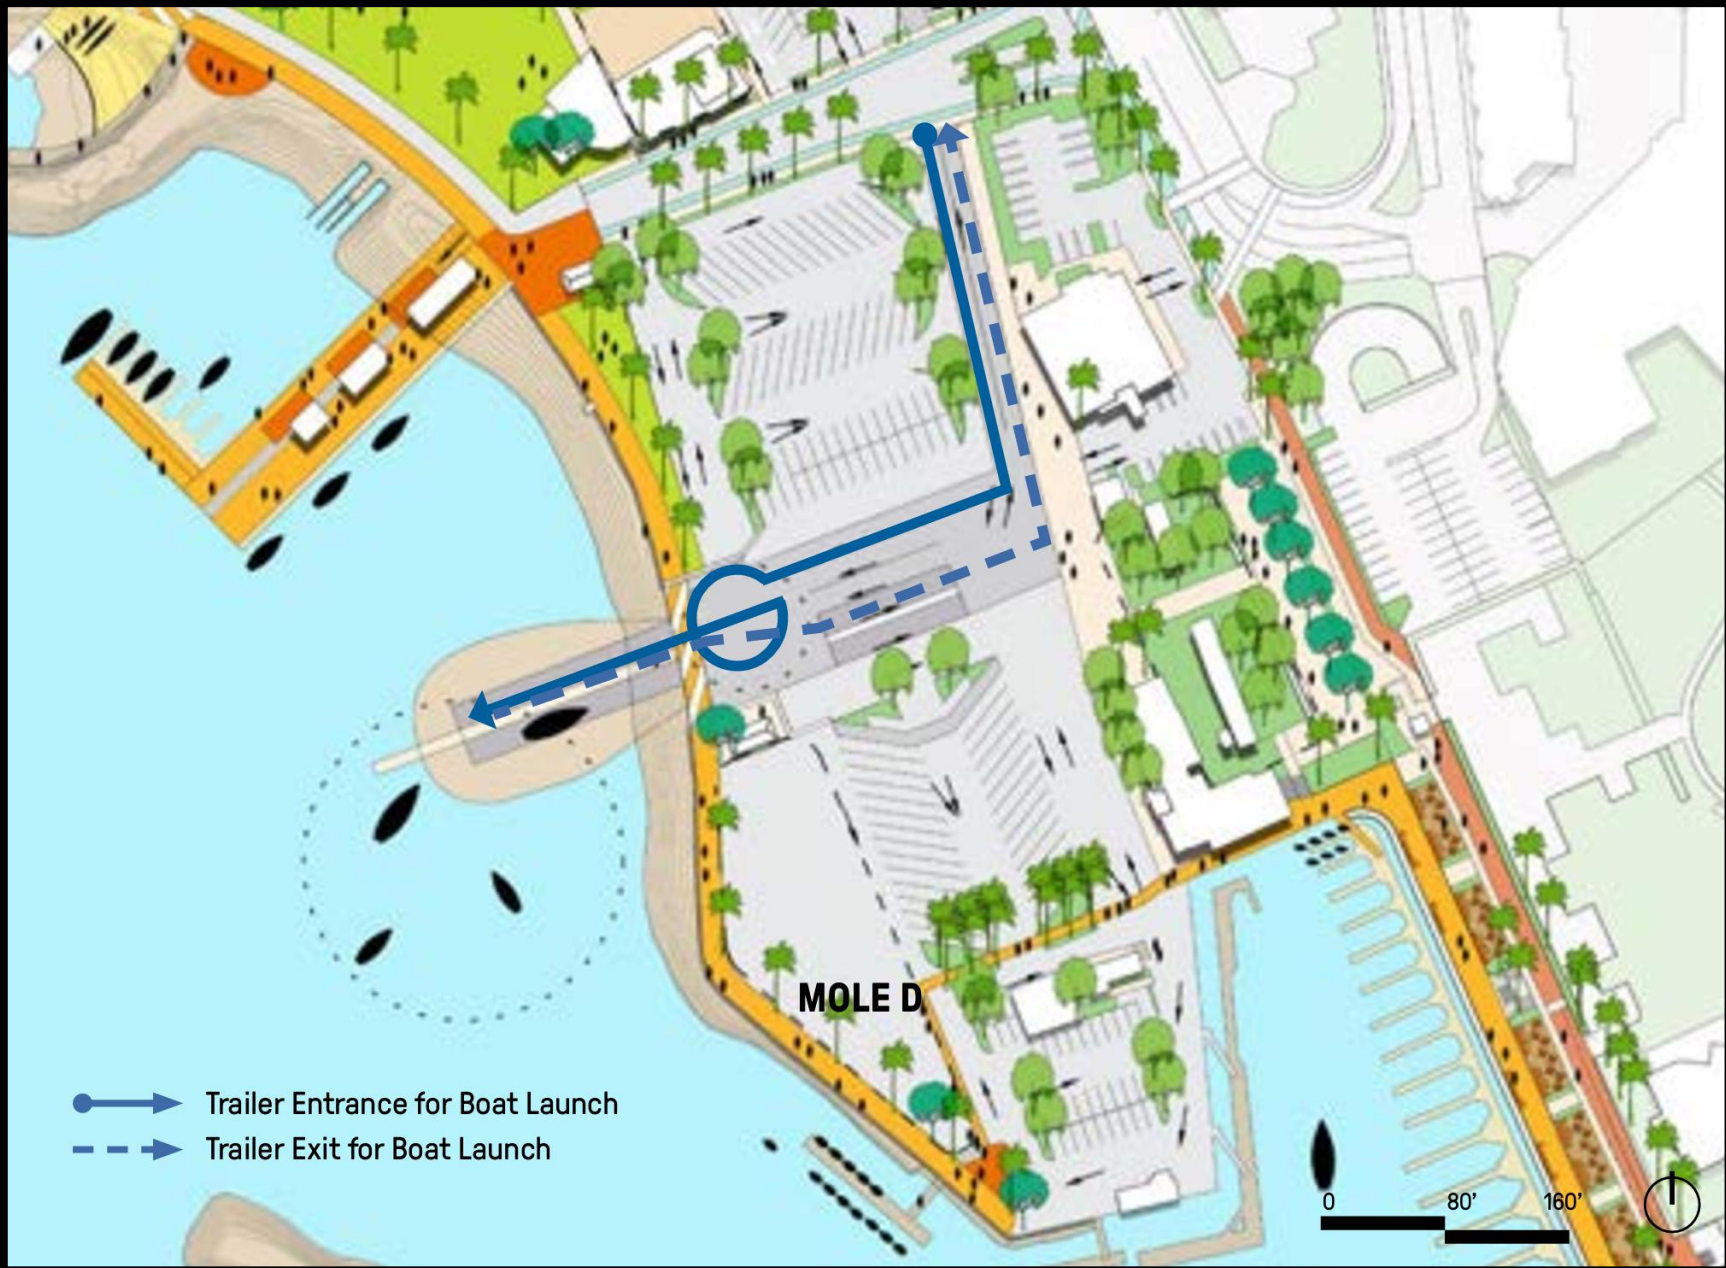 MOLE D
Trailer Entrance for Boat Launch
Trailer Exit for Boat Launch
0 80' 160'